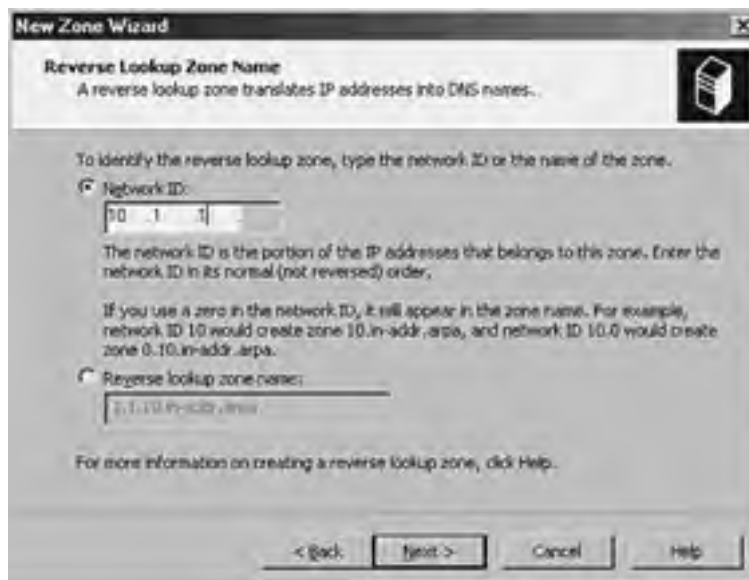 New Zone Wizard
Reverse Lookup Zone Name
A reverse lookup zone translates IP addresses into DNS names.
To identify the reverse lookup zone, type the network ID or the name of the zone.
Network ID:
10 .1 .1
The network ID is the portion of the IP addresses that belongs to this zone. Enter the
network ID in its normal (not reversed) order.
If you use a zero in the network ID, it will appear in the zone name. For example,
network ID 10 would create zone 10.in-addr.arpa, and network ID 10.0 would create
zone 0.10.in-addr.arpa.
Reverse lookup zone name:
1.1.10.in-addr.arpa
For more information on creating a reverse lookup zone, click Help.
< Back
Next >
Cancel
Help